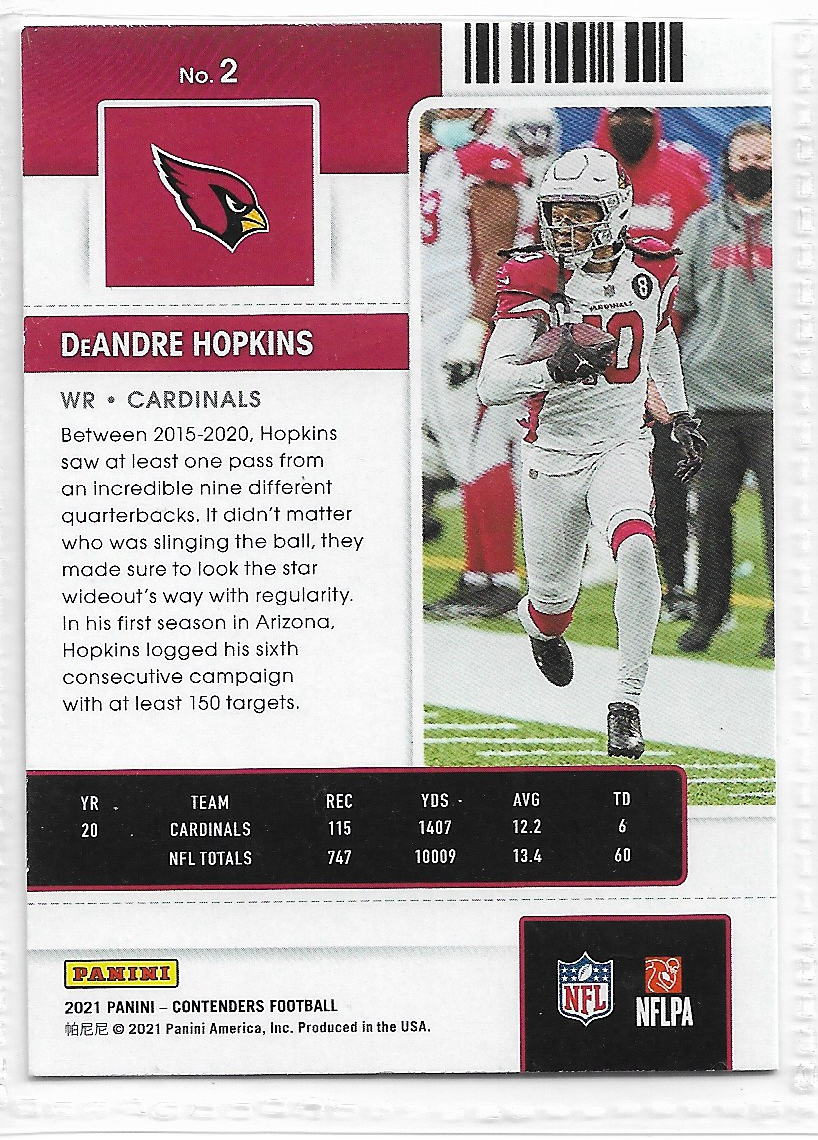 No. 2
DeANDRE HOPKINS
WR • CARDINALS
Between 2015-2020, Hopkins
saw at least one pass from
an incredible nine different
quarterbacks. It didn't matter
who was slinging the ball, they
made sure to look the star
wideout's way with regularity.
In his first season in Arizona,
Hopkins logged his sixth
consecutive campaign
with at least 150 targets.
CARDINALS
10
8
YR TEAM REC YDS AVG TD
20 CARDINALS 115 1407 12.2 6
NFL TOTALS 747 10009 13.4 60
PANINI
2021 PANINI – CONTENDERS FOOTBALL
帕尼尼 © 2021 Panini America, Inc. Produced in the USA.
NFL
NFLPA